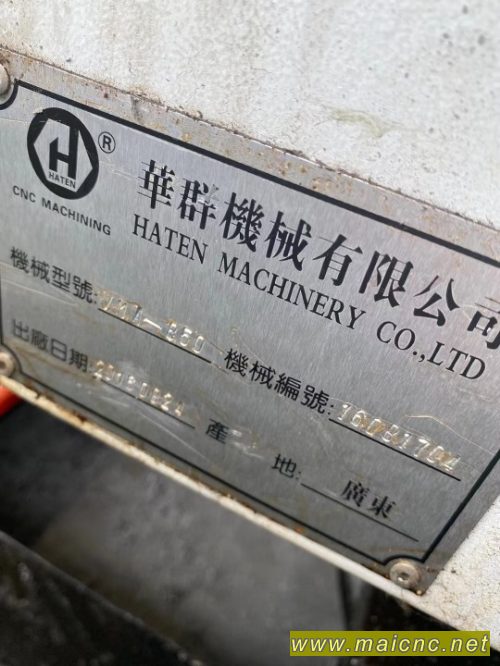 H
HATEN
®
CNC MACHINING
華群機械有限公司
HATEN MACHINERY CO.,LTD
機械型號:
機械編號:
出廠日期:
產 地: 廣東
www.maicnc.net